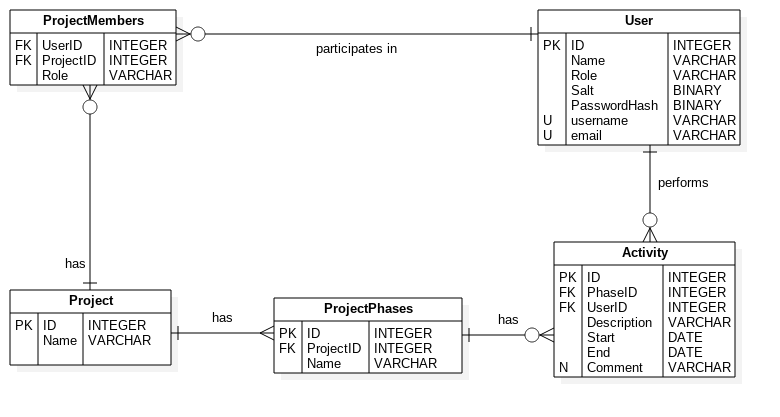 ProjectMembers
FK UserID INTEGER
FK ProjectID INTEGER
Role VARCHAR
participates in
User
PK ID INTEGER
Name VARCHAR
Role VARCHAR
Salt BINARY
PasswordHash BINARY
U username VARCHAR
U email VARCHAR
performs
has
Project
PK ID INTEGER
Name VARCHAR
has
ProjectPhases
PK ID INTEGER
FK ProjectID INTEGER
Name VARCHAR
has
Activity
PK ID INTEGER
FK PhaseID INTEGER
FK UserID INTEGER
Description VARCHAR
Start DATE
End DATE
N Comment VARCHAR